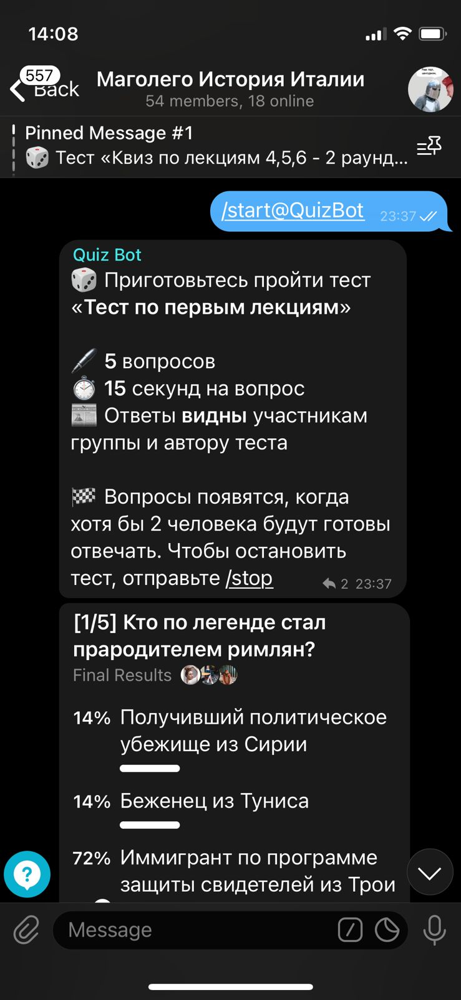 14:08
557
Back
Маголего История Италии
54 members, 18 online
Pinned Message #1
Тест «Квиз по лекциям 4,5,6 - 2 раунд...
/start@QuizBot 23:37
Quiz Bot
Приготовьтесь пройти тест
«Тест по первым лекциям»
5 вопросов
15 секунд на вопрос
Ответы видны участникам
группы и автору теста
Вопросы появятся, когда
хотя бы 2 человека будут готовы
отвечать. Чтобы остановить
тест, отправьте /stop 2 23:37
[1/5] Кто по легенде стал
прародителем римлян?
Final Results
14% Получивший политическое
убежище из Сирии
14% Беженец из Туниса
72% Иммигрант по программе
защиты свидетелей из Трои
Message